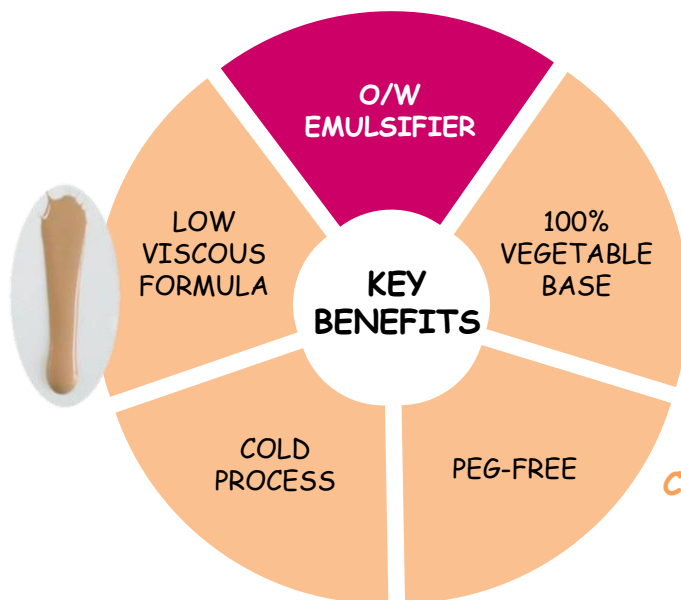 O/W
EMULSIFIER
LOW
VISCOUS
FORMULA
100%
VEGETABLE
BASE
KEY
BENEFITS
COLD
PROCESS
PEG-FREE
C